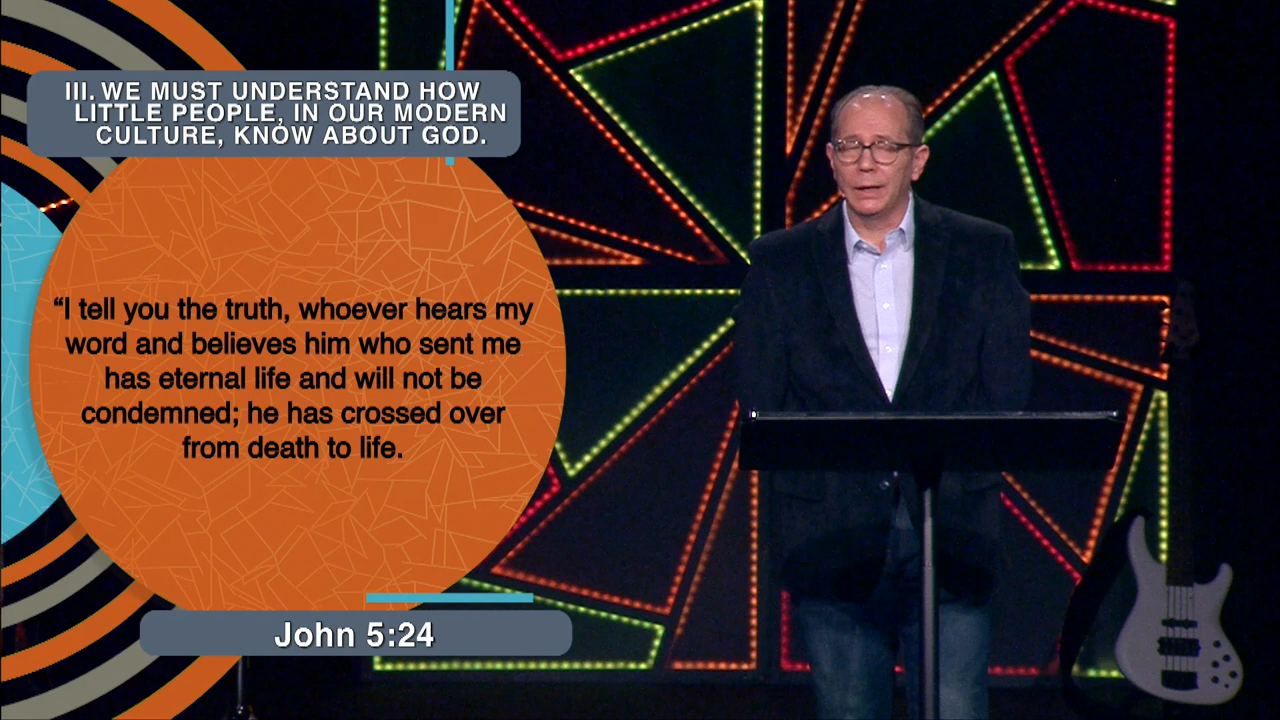 III. WE MUST UNDERSTAND HOW
LITTLE PEOPLE, IN OUR MODERN
CULTURE, KNOW ABOUT GOD.
“I tell you the truth, whoever hears my
word and believes him who sent me
has eternal life and will not be
condemned; he has crossed over
from death to life.
John 5:24